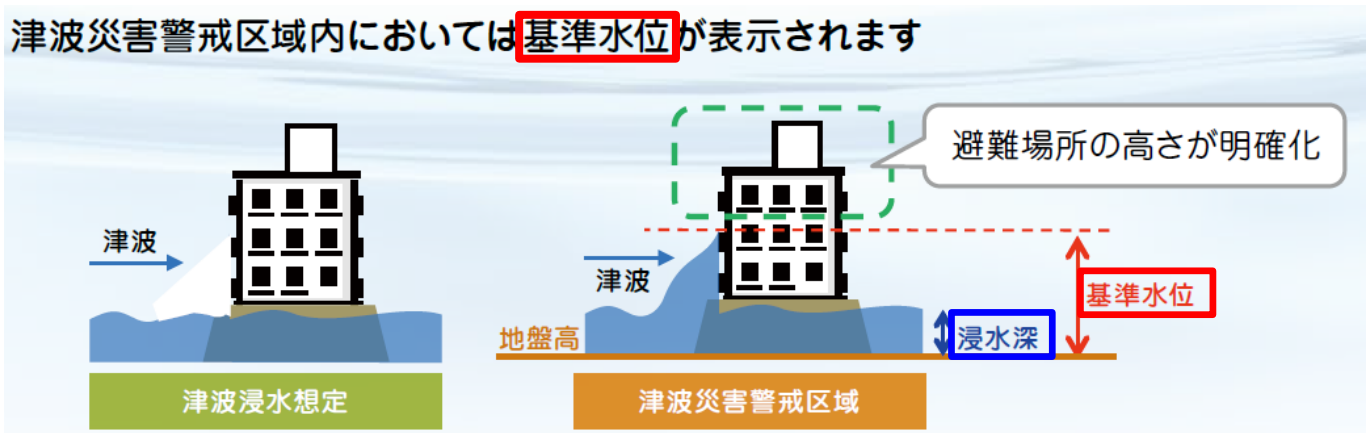 津波災害警戒区域内においては基準水位が表示されます
避難場所の高さが明確化
津波
津波
基準水位
浸水深
地盤高
津波浸水想定
津波災害警戒区域